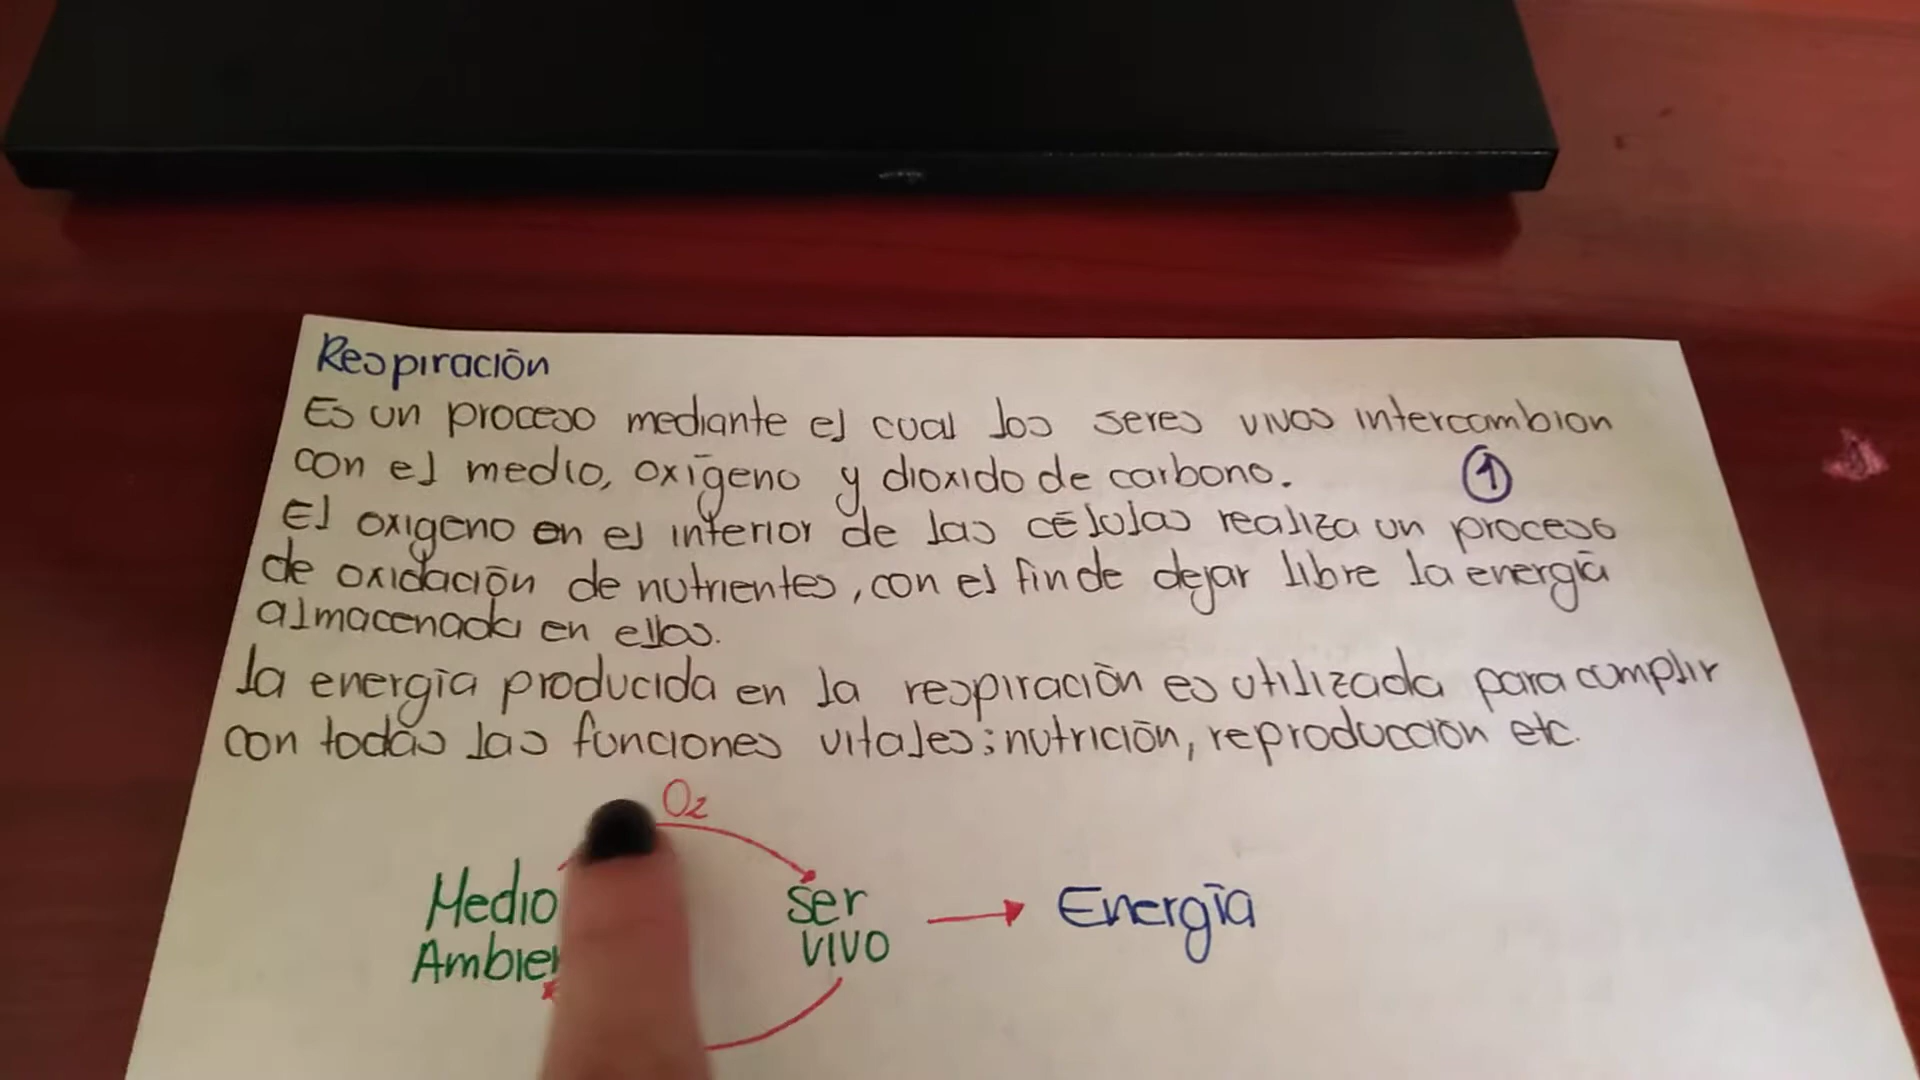 Respiración
Es un proceso mediante el cual los seres vivos intercambion
con el medio, oxígeno y dioxido de carbono.
1
El oxigeno en el interior de las células realiza un proceso
de oxidación de nutrientes, con el fin de dejar libre la energía
almacenada en ellos.
la energía producida en la respiración es utilizada para cumplir
con todas las funciones vitales; nutrición, reproducción etc.
O2
Medio
Ser
Energía
vivo